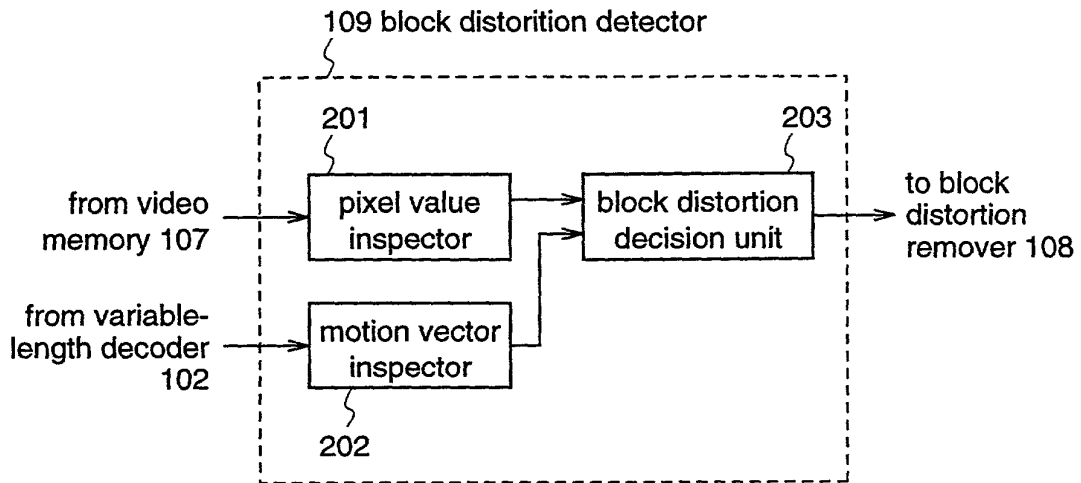 109 block distorition detector
201
203
from video
memory 107
pixel value
inspector
block distortion
decision unit
to block
distortion
remover 108
from variable-
length decoder
102
motion vector
inspector
202